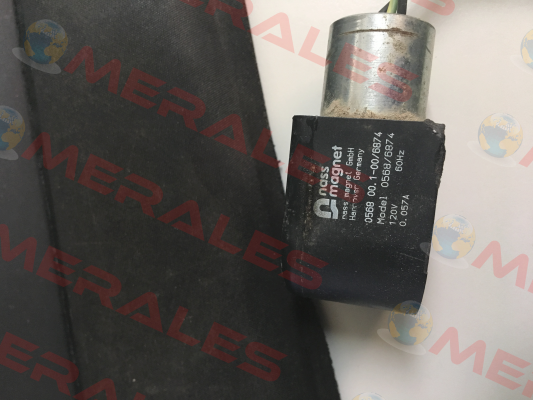 nass
magnet
nass magnet GmbH
Hannover Germany
0568 00.1-00/6874
Model 0568/6874
120V 60Hz
0,057A
MERALES
MERALES
MERALES
MERALES
MERALES